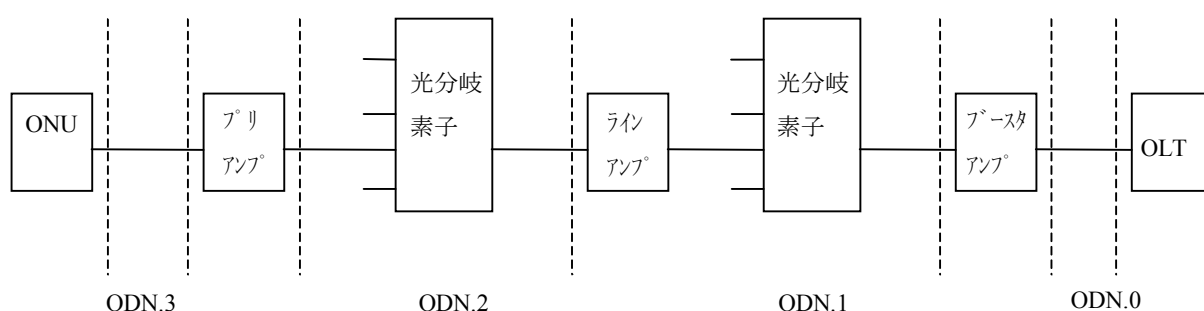 ONU
プリ
アンプ
光分岐
素子
ライン
アンプ
光分岐
素子
ブースタ
アンプ
OLT
ODN.3
ODN.2
ODN.1
ODN.0